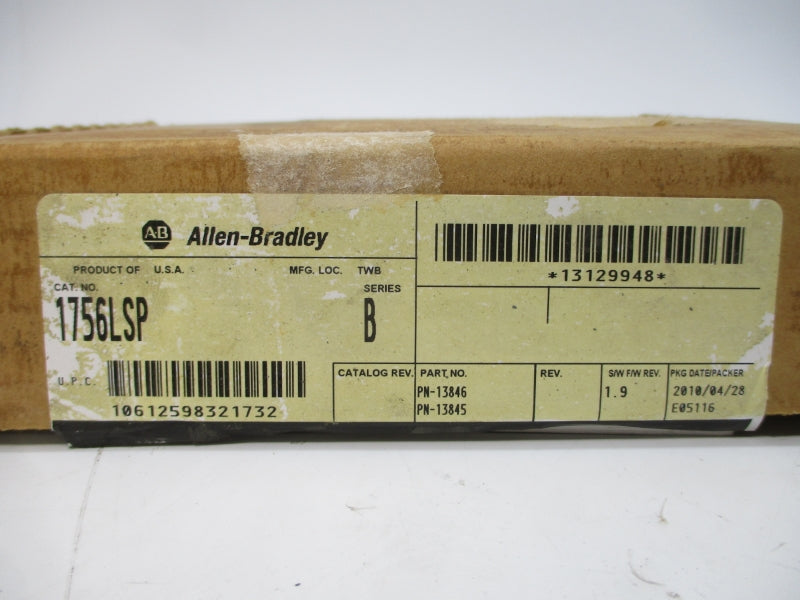 A-B Allen-Bradley
PRODUCT OF U.S.A. MFG. LOC. TWB
CAT. NO. SERIES
1756LSP B
U.P.C.
10612598321732
*13129948*
CATALOG REV. PART NO. REV. S/W F/W REV. PKG DATE/PACKER
PN-13846 1.9 2010/04/28
PN-13845 E05116